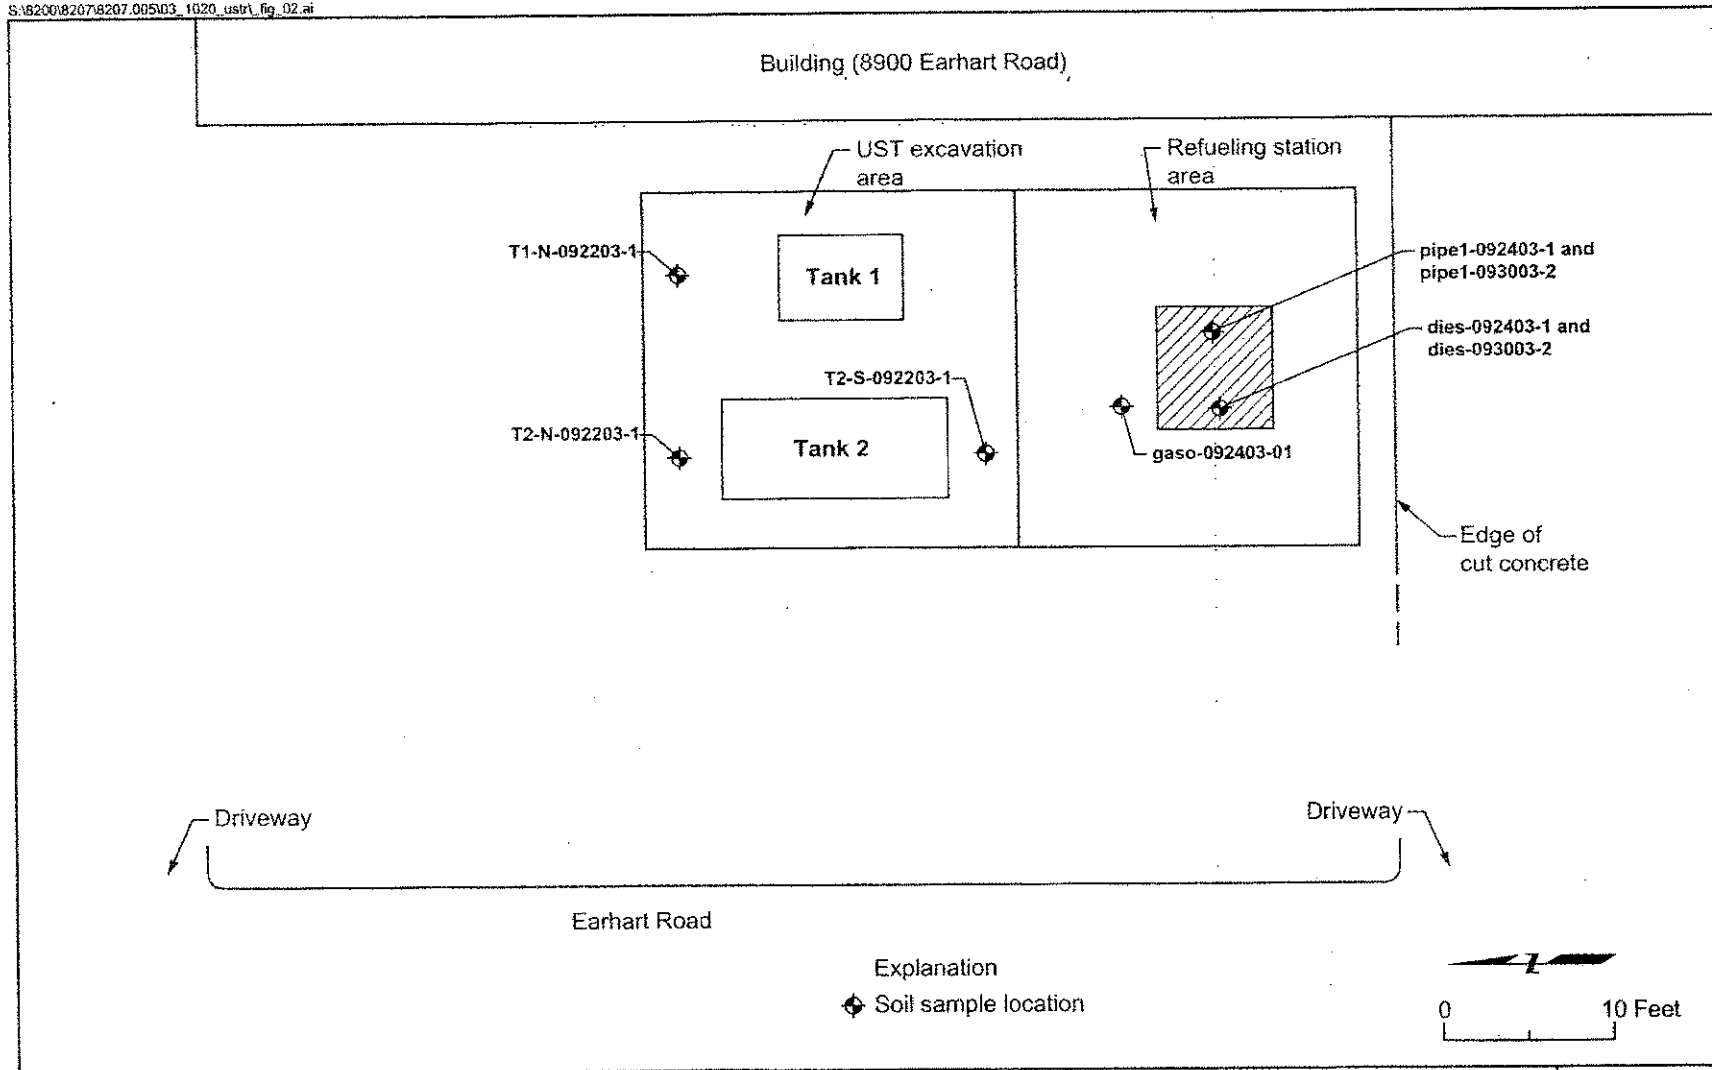 S:\8200\8207\8207.005\03_1020_ustr\_fig_02.ai
Building (8900 Earhart Road)
UST excavation
area
Refueling station
area
T1-N-092203-1
Tank 1
pipe1-092403-1 and
pipe1-093003-2
dies-092403-1 and
dies-093003-2
T2-S-092203-1
T2-N-092203-1
Tank 2
gaso-092403-01
Edge of
cut concrete
Driveway
Driveway
Earhart Road
Explanation
Soil sample location
N
0 10 Feet